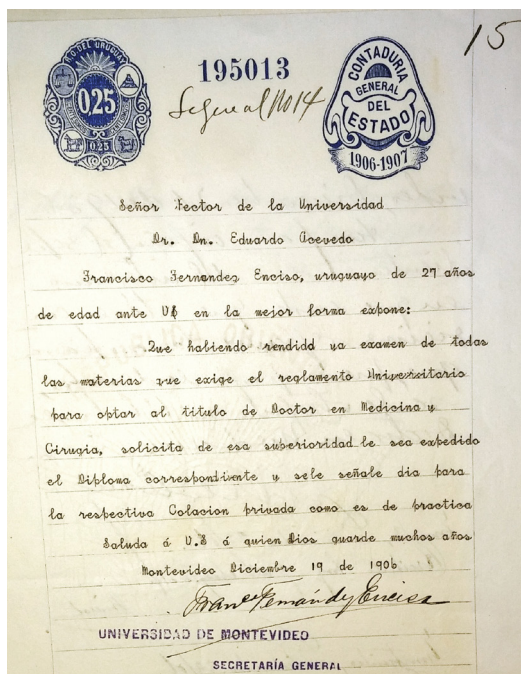 15
REP. DEL URUGUAY
0,25
0,25
195013
CONTADURIA
GENERAL
DEL
ESTADO
1906-1907
Señor Rector de la Universidad
Dr. Dn. Eduardo Acevedo
Francisco Fernandez Enciso, uruguayo de 27 años
de edad ante VS en la mejor forma expone:
Que habiendo rendido ya examen de todas
las materias que exige el reglamento Universitario
para optar al titulo de Doctor en Medicina y
Cirugia, solicita de esa superioridad le sea expedido
el Diploma correspondiente y sele señale dia para
la respectiva Colacion privada como es de practica
Saluda á V.S á quien Dios guarde muchos años
Montevideo Diciembre 19 de 1906
Franco Fernández Enciso
UNIVERSIDAD DE MONTEVIDEO
SECRETARÍA GENERAL